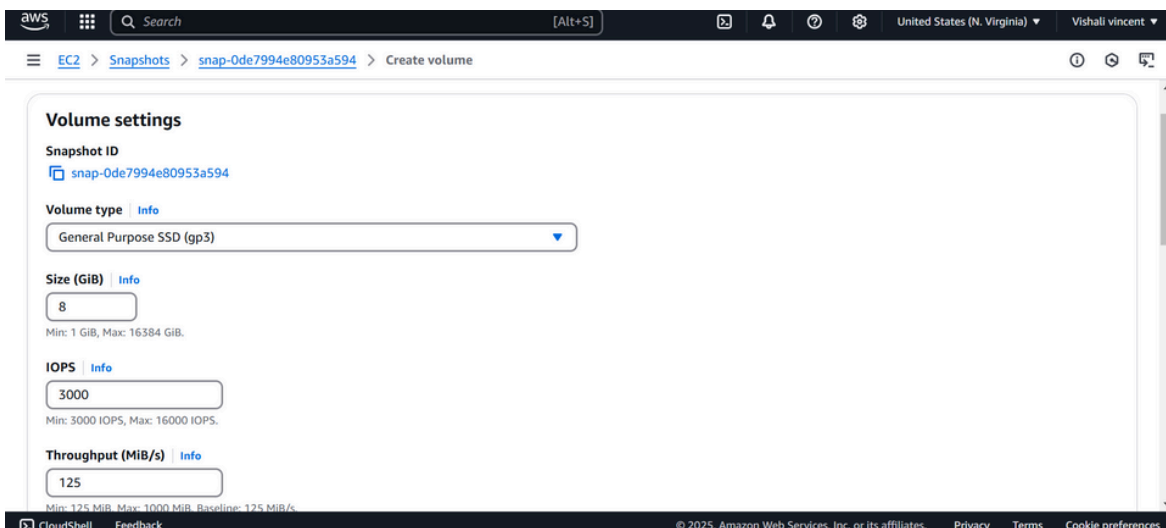 aws Search [Alt+S] United States (N. Virginia) Vishali vincent
EC2 > Snapshots > snap-0de7994e80953a594 > Create volume
Volume settings
Snapshot ID
snap-0de7994e80953a594
Volume type Info
General Purpose SSD (gp3)
Size (GiB) Info
8
Min: 1 GiB, Max: 16384 GiB.
IOPS Info
3000
Min: 3000 IOPS, Max: 16000 IOPS.
Throughput (MiB/s) Info
125
Min: 125 MiB, Max: 1000 MiB. Baseline: 125 MiB/s.
CloudShell Feedback © 2025, Amazon Web Services, Inc. or its affiliates. Privacy Terms Cookie preferences